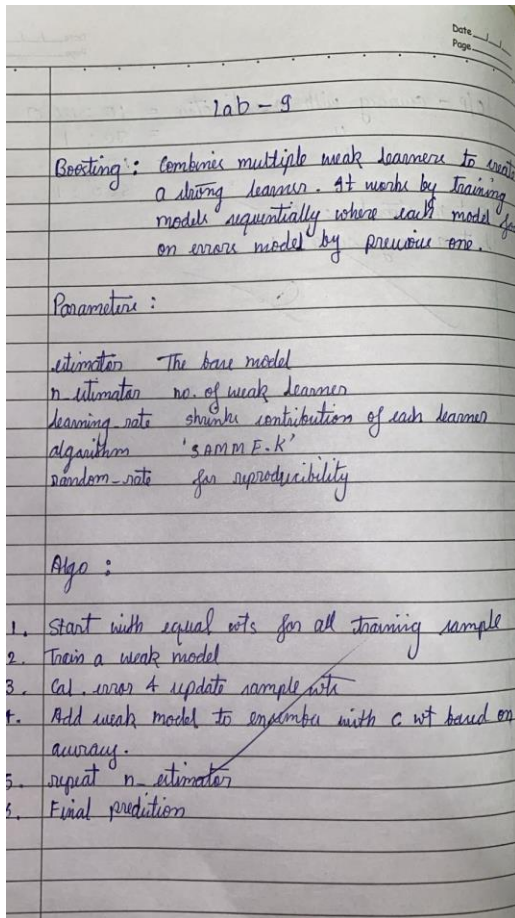 Date
Page
Lab - 9
Boosting : Combines multiple weak learners to create
a strong learner. It works by training
models sequentially where each model fo
on errors model by previous one.
Parameters :
estimator The base model
n_estimator no. of weak learner
learning_rate shrinks contribution of each learner
algorithm 'SAMME.R'
random_rate for reproducibility
Algo :
1. Start with equal wts for all training sample
2. Train a weak model
3. Cal. error & update sample wts
4. Add weak model to with c wt based on
accuracy.
5. repeat n_estimator
6. Final prediction